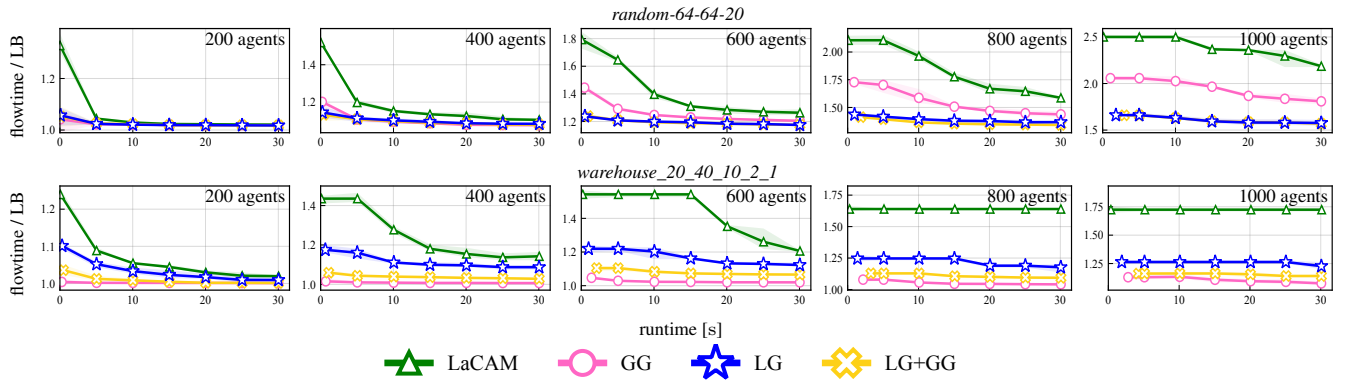 random-64-64-20
flowtime / LB
200 agents
1.2
1.0
0 10 20 30
400 agents
1.4
1.2
0 10 20 30
600 agents
1.8
1.6
1.4
1.2
0 10 20 30
800 agents
2.00
1.75
1.50
0 10 20 30
1000 agents
2.5
2.0
1.5
0 10 20 30
warehouse_20_40_10_2_1
flowtime / LB
200 agents
1.2
1.1
1.0
0 10 20 30
400 agents
1.4
1.2
1.0
0 10 20 30
600 agents
1.4
1.2
1.0
0 10 20 30
800 agents
1.75
1.50
1.25
1.00
0 10 20 30
1000 agents
1.75
1.50
1.25
0 10 20 30
runtime [s]
LaCAM GG LG LG+GG